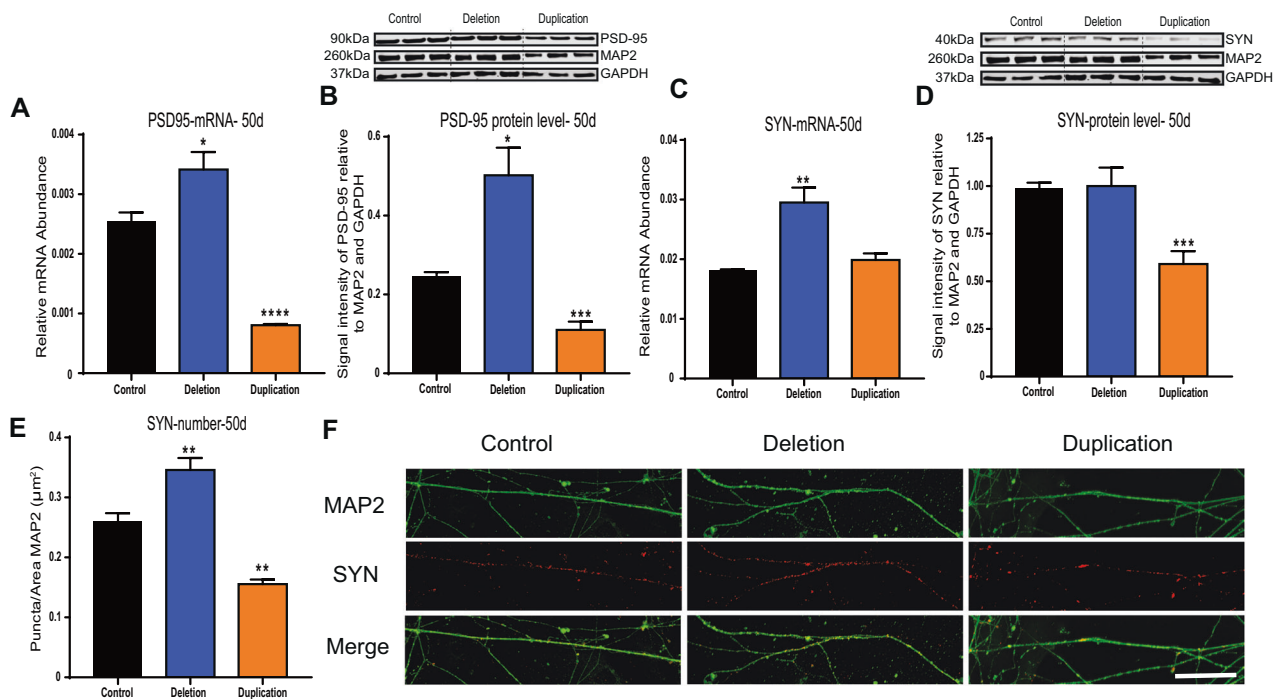 Control Deletion Duplication
90kDa PSD-95
260kDa MAP2
37kDa GAPDH
Control Deletion Duplication
40kDa SYN
260kDa MAP2
37kDa GAPDH
A
PSD95-mRNA- 50d
Relative mRNA Abundance
0.004
0.003
0.002
0.001
0
*
****
Control Deletion Duplication
B
PSD-95 protein level- 50d
Signal intensity of PSD-95 relative
to MAP2 and GAPDH
0.6
0.4
0.2
0
*
***
Control Deletion Duplication
C
SYN-mRNA-50d
Relative mRNA Abundance
0.04
0.03
0.02
0.01
0
**
Control Deletion Duplication
D
SYN-protein level- 50d
Signal intensity of SYN relative
to MAP2 and GAPDH
1.25
1.00
0.75
0.50
0.25
0
***
Control Deletion Duplication
E
SYN-number-50d
Puncta/Area MAP2 (μm²)
0.4
0.3
0.2
0.1
0
**
**
Control Deletion Duplication
F
Control Deletion Duplication
MAP2
SYN
Merge